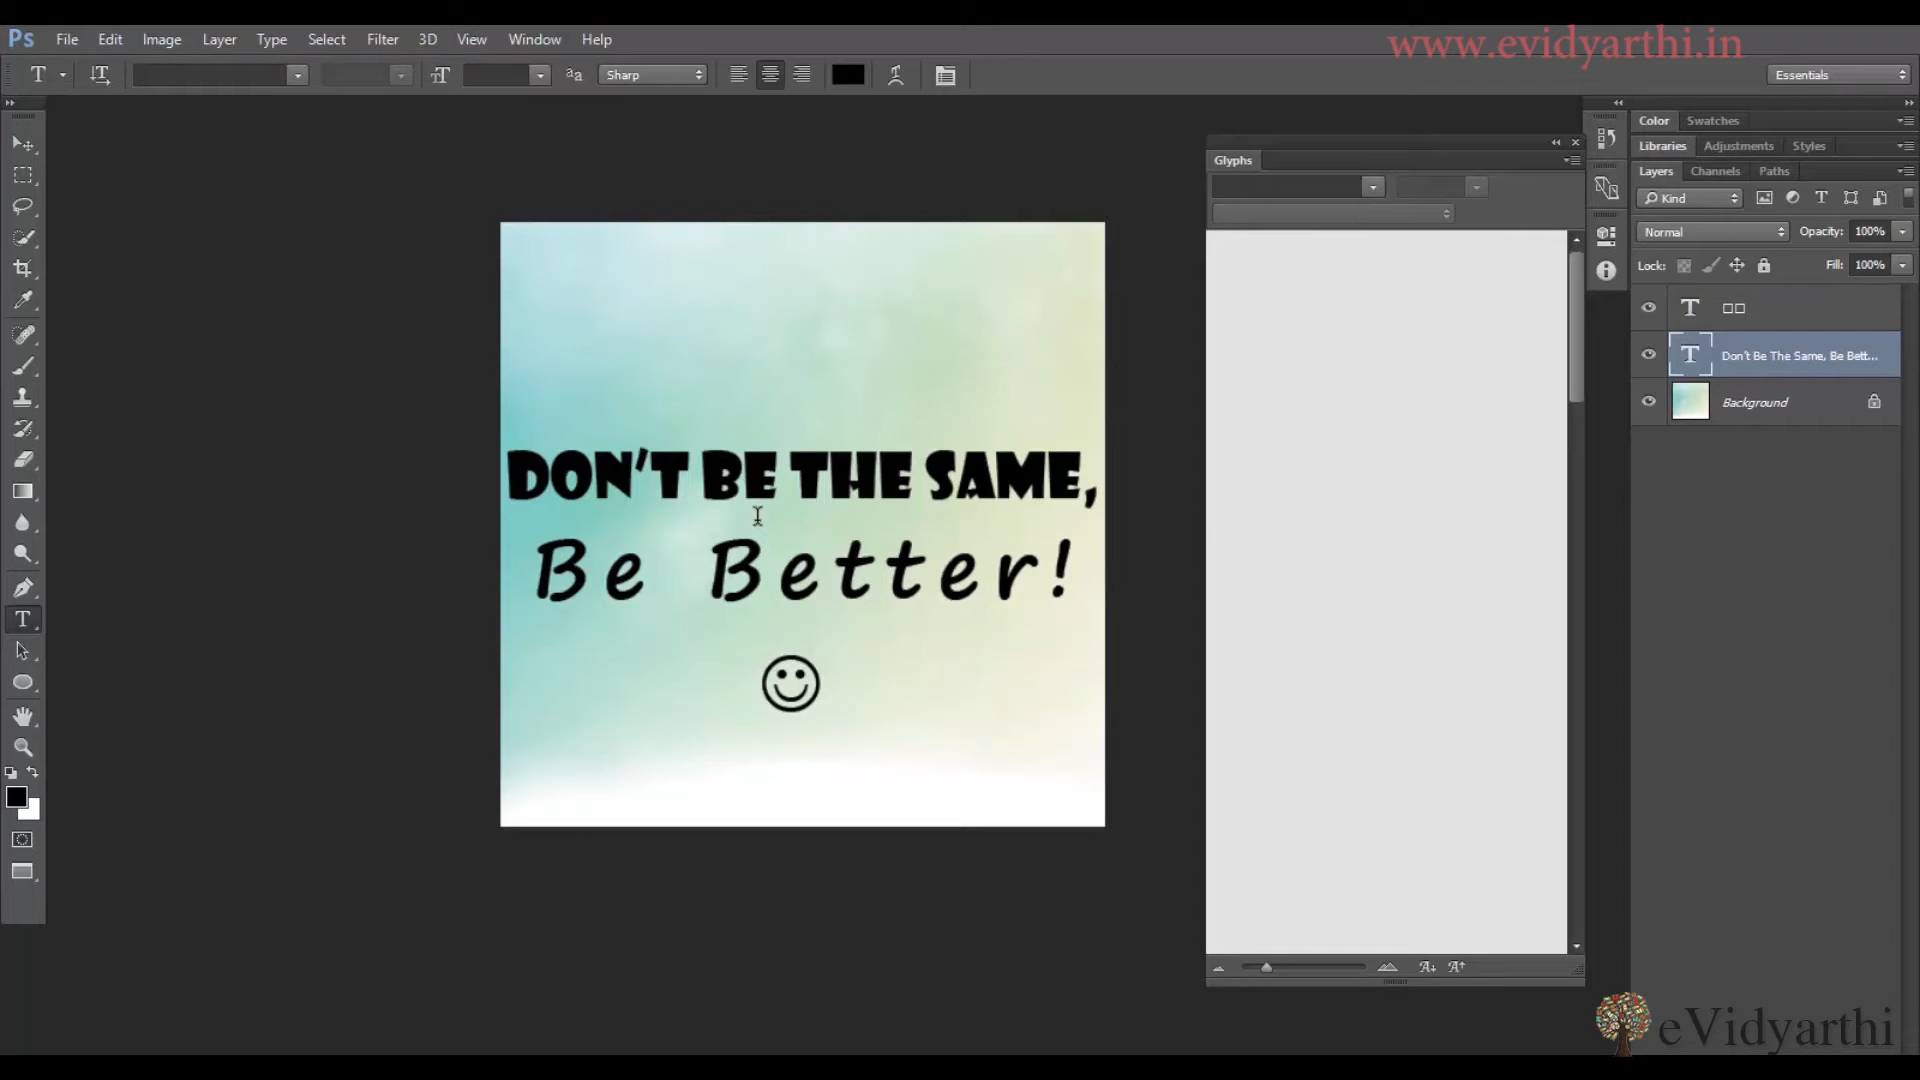 Ps File Edit Image Layer Type Select Filter 3D View Window Help
www.evidyarthi.in
Sharp
Essentials
Color Swatches
Libraries Adjustments Styles
Layers Channels Paths
Kind
Normal Opacity: 100%
Lock: Fill: 100%
Don't Be The Same, Be Bett...
Background
Glyphs
DON'T BE THE SAME,
Be Better!
eVidyarthi